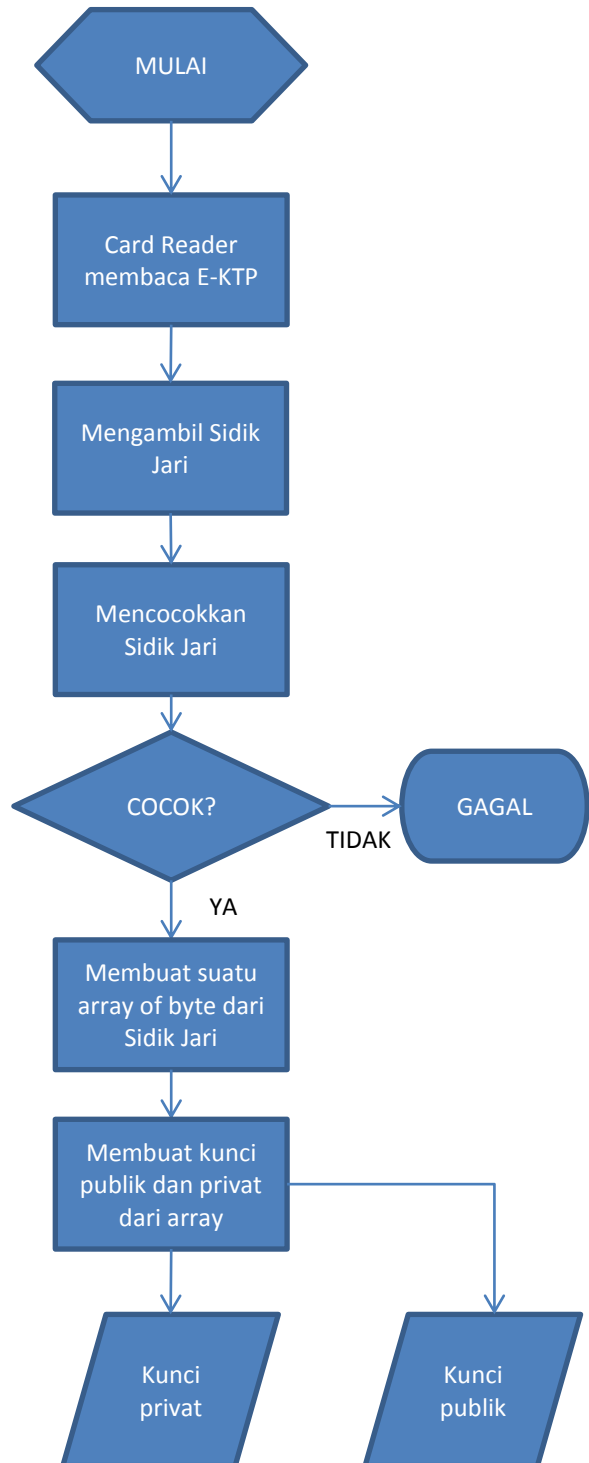 MULAI
Card Reader
membaca E-KTP
Mengambil Sidik
Jari
Mencocokkan
Sidik Jari
COCOK?
GAGAL
TIDAK
YA
Membuat suatu
array of byte dari
Sidik Jari
Membuat kunci
publik dan privat
dari array
Kunci
privat
Kunci
publik